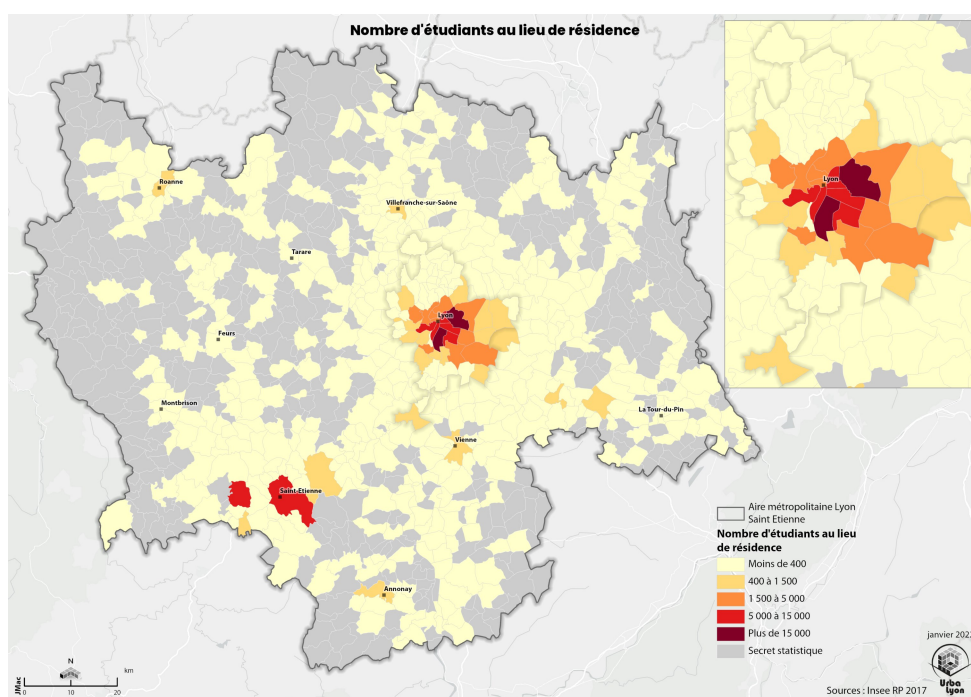 Nombre d'étudiants au lieu de résidence
Lyon
Roanne
Villefranche-sur-Saône
Tarare
Lyon
Feurs
Montbrison
La Tour-du-Pin
Vienne
Saint-Etienne
Annonay
Aire métropolitaine Lyon
Saint Etienne
Nombre d'étudiants au lieu
de résidence
Moins de 400
400 à 1 500
1 500 à 5 000
5 000 à 15 000
Plus de 15 000
Secret statistique
janvier 2022
N
km
0
10
20
JMac
Sources : Insee RP 2017
Urba
Lyon